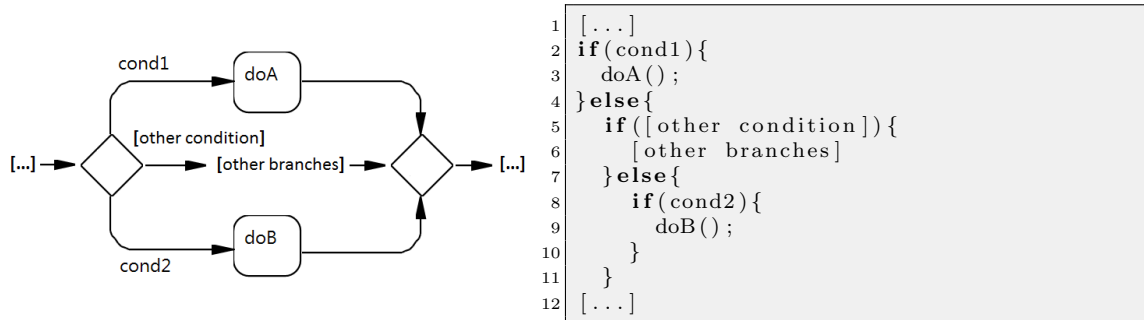 cond1
doA
[other condition]
[...]
[other branches]
[...]
doB
cond2
1 [...]
2 if(cond1){
3 doA();
4 }else{
5 if([other condition]){
6 [other branches]
7 }else{
8 if(cond2){
9 doB();
10 }
11 }
12 [...]